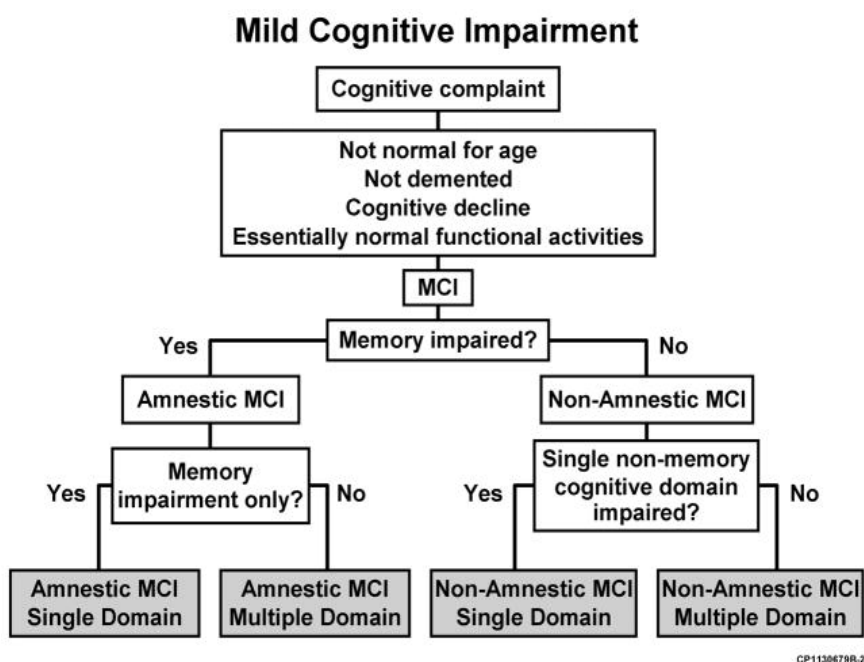 Mild Cognitive Impairment
Cognitive complaint
Not normal for age
Not demented
Cognitive decline
Essentially normal functional activities
MCI
Yes
Memory impaired?
No
Amnestic MCI
Non-Amnestic MCI
Yes
Memory
impairment only?
No
Yes
Single non-memory
cognitive domain
impaired?
No
Amnestic MCI
Single Domain
Amnestic MCI
Multiple Domain
Non-Amnestic MCI
Single Domain
Non-Amnestic MCI
Multiple Domain
CP1130679B-2